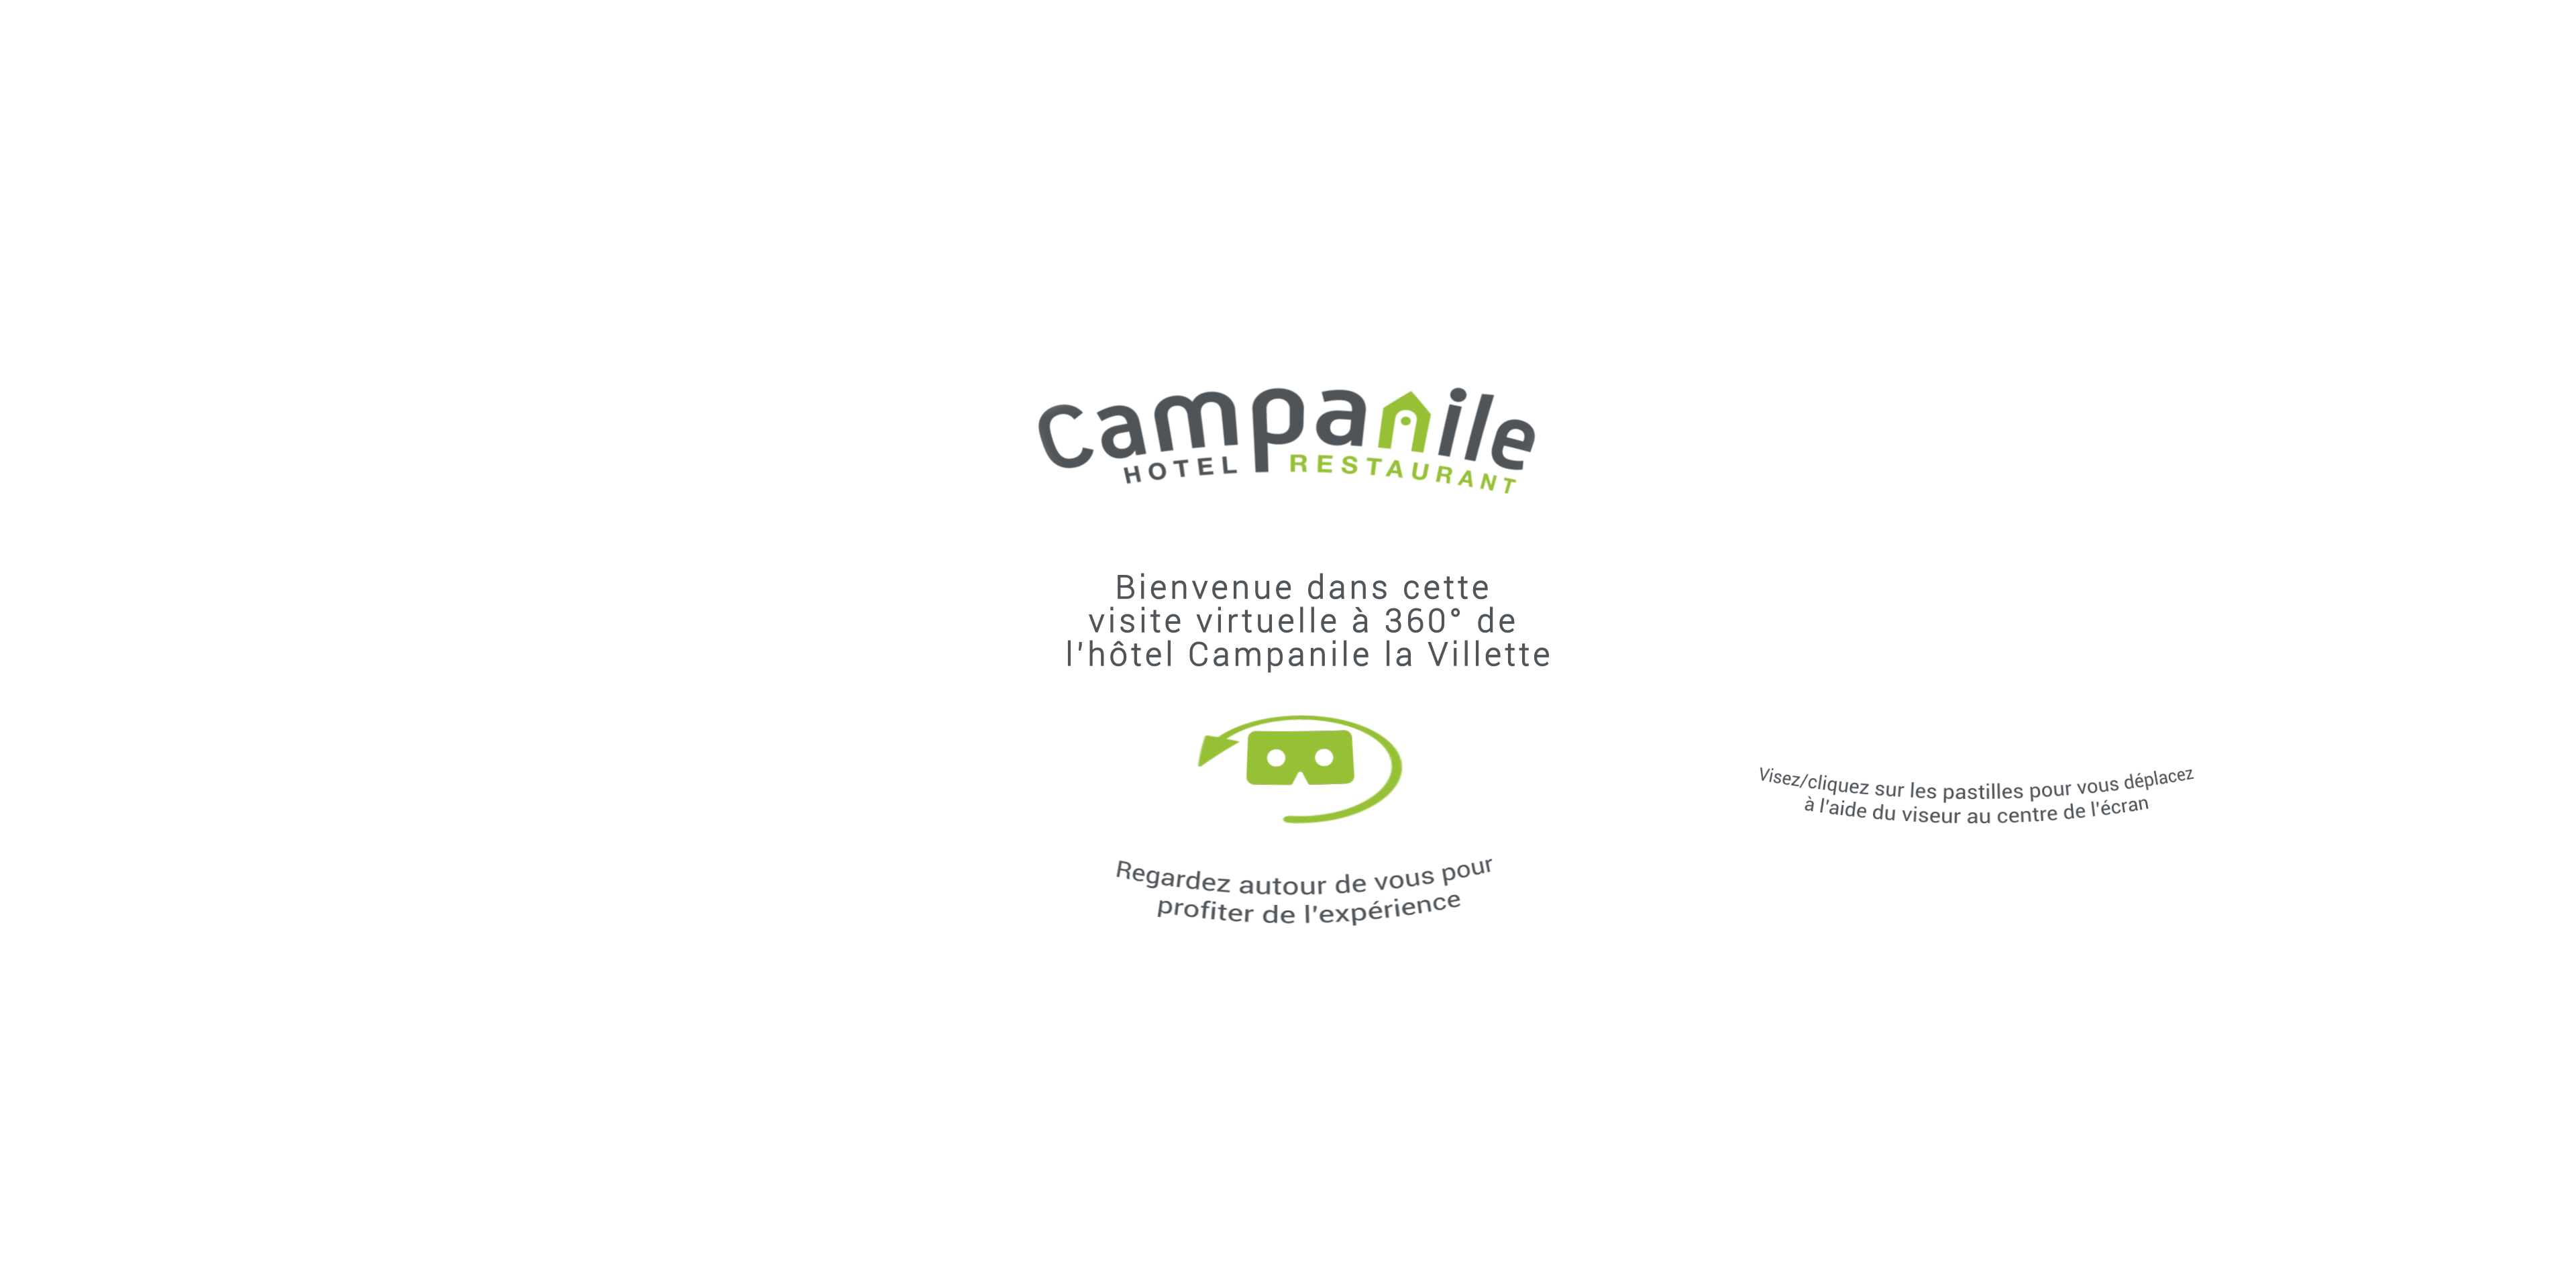 Campanile
HOTEL RESTAURANT
Bienvenue dans cette
visite virtuelle à 360° de
l'hôtel Campanile la Villette
Regardez autour de vous pour
profiter de l'expérience
Visez/cliquez sur les pastilles pour vous déplacez
à l'aide du viseur au centre de l'écran